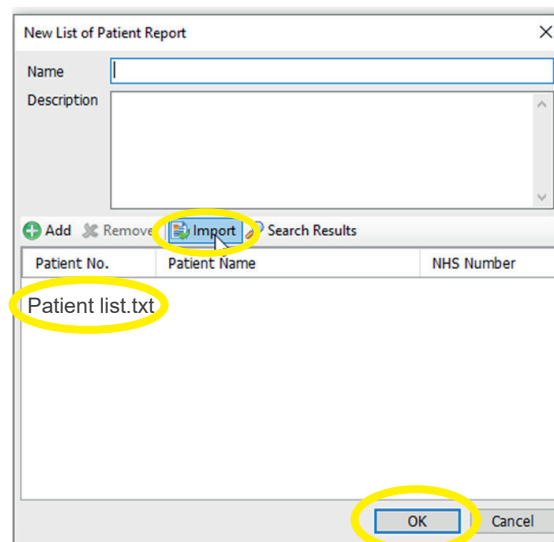 New List of Patient Report
Name
Description
Add Remove Import Search Results
Patient No. Patient Name NHS Number
Patient list.txt
OK Cancel